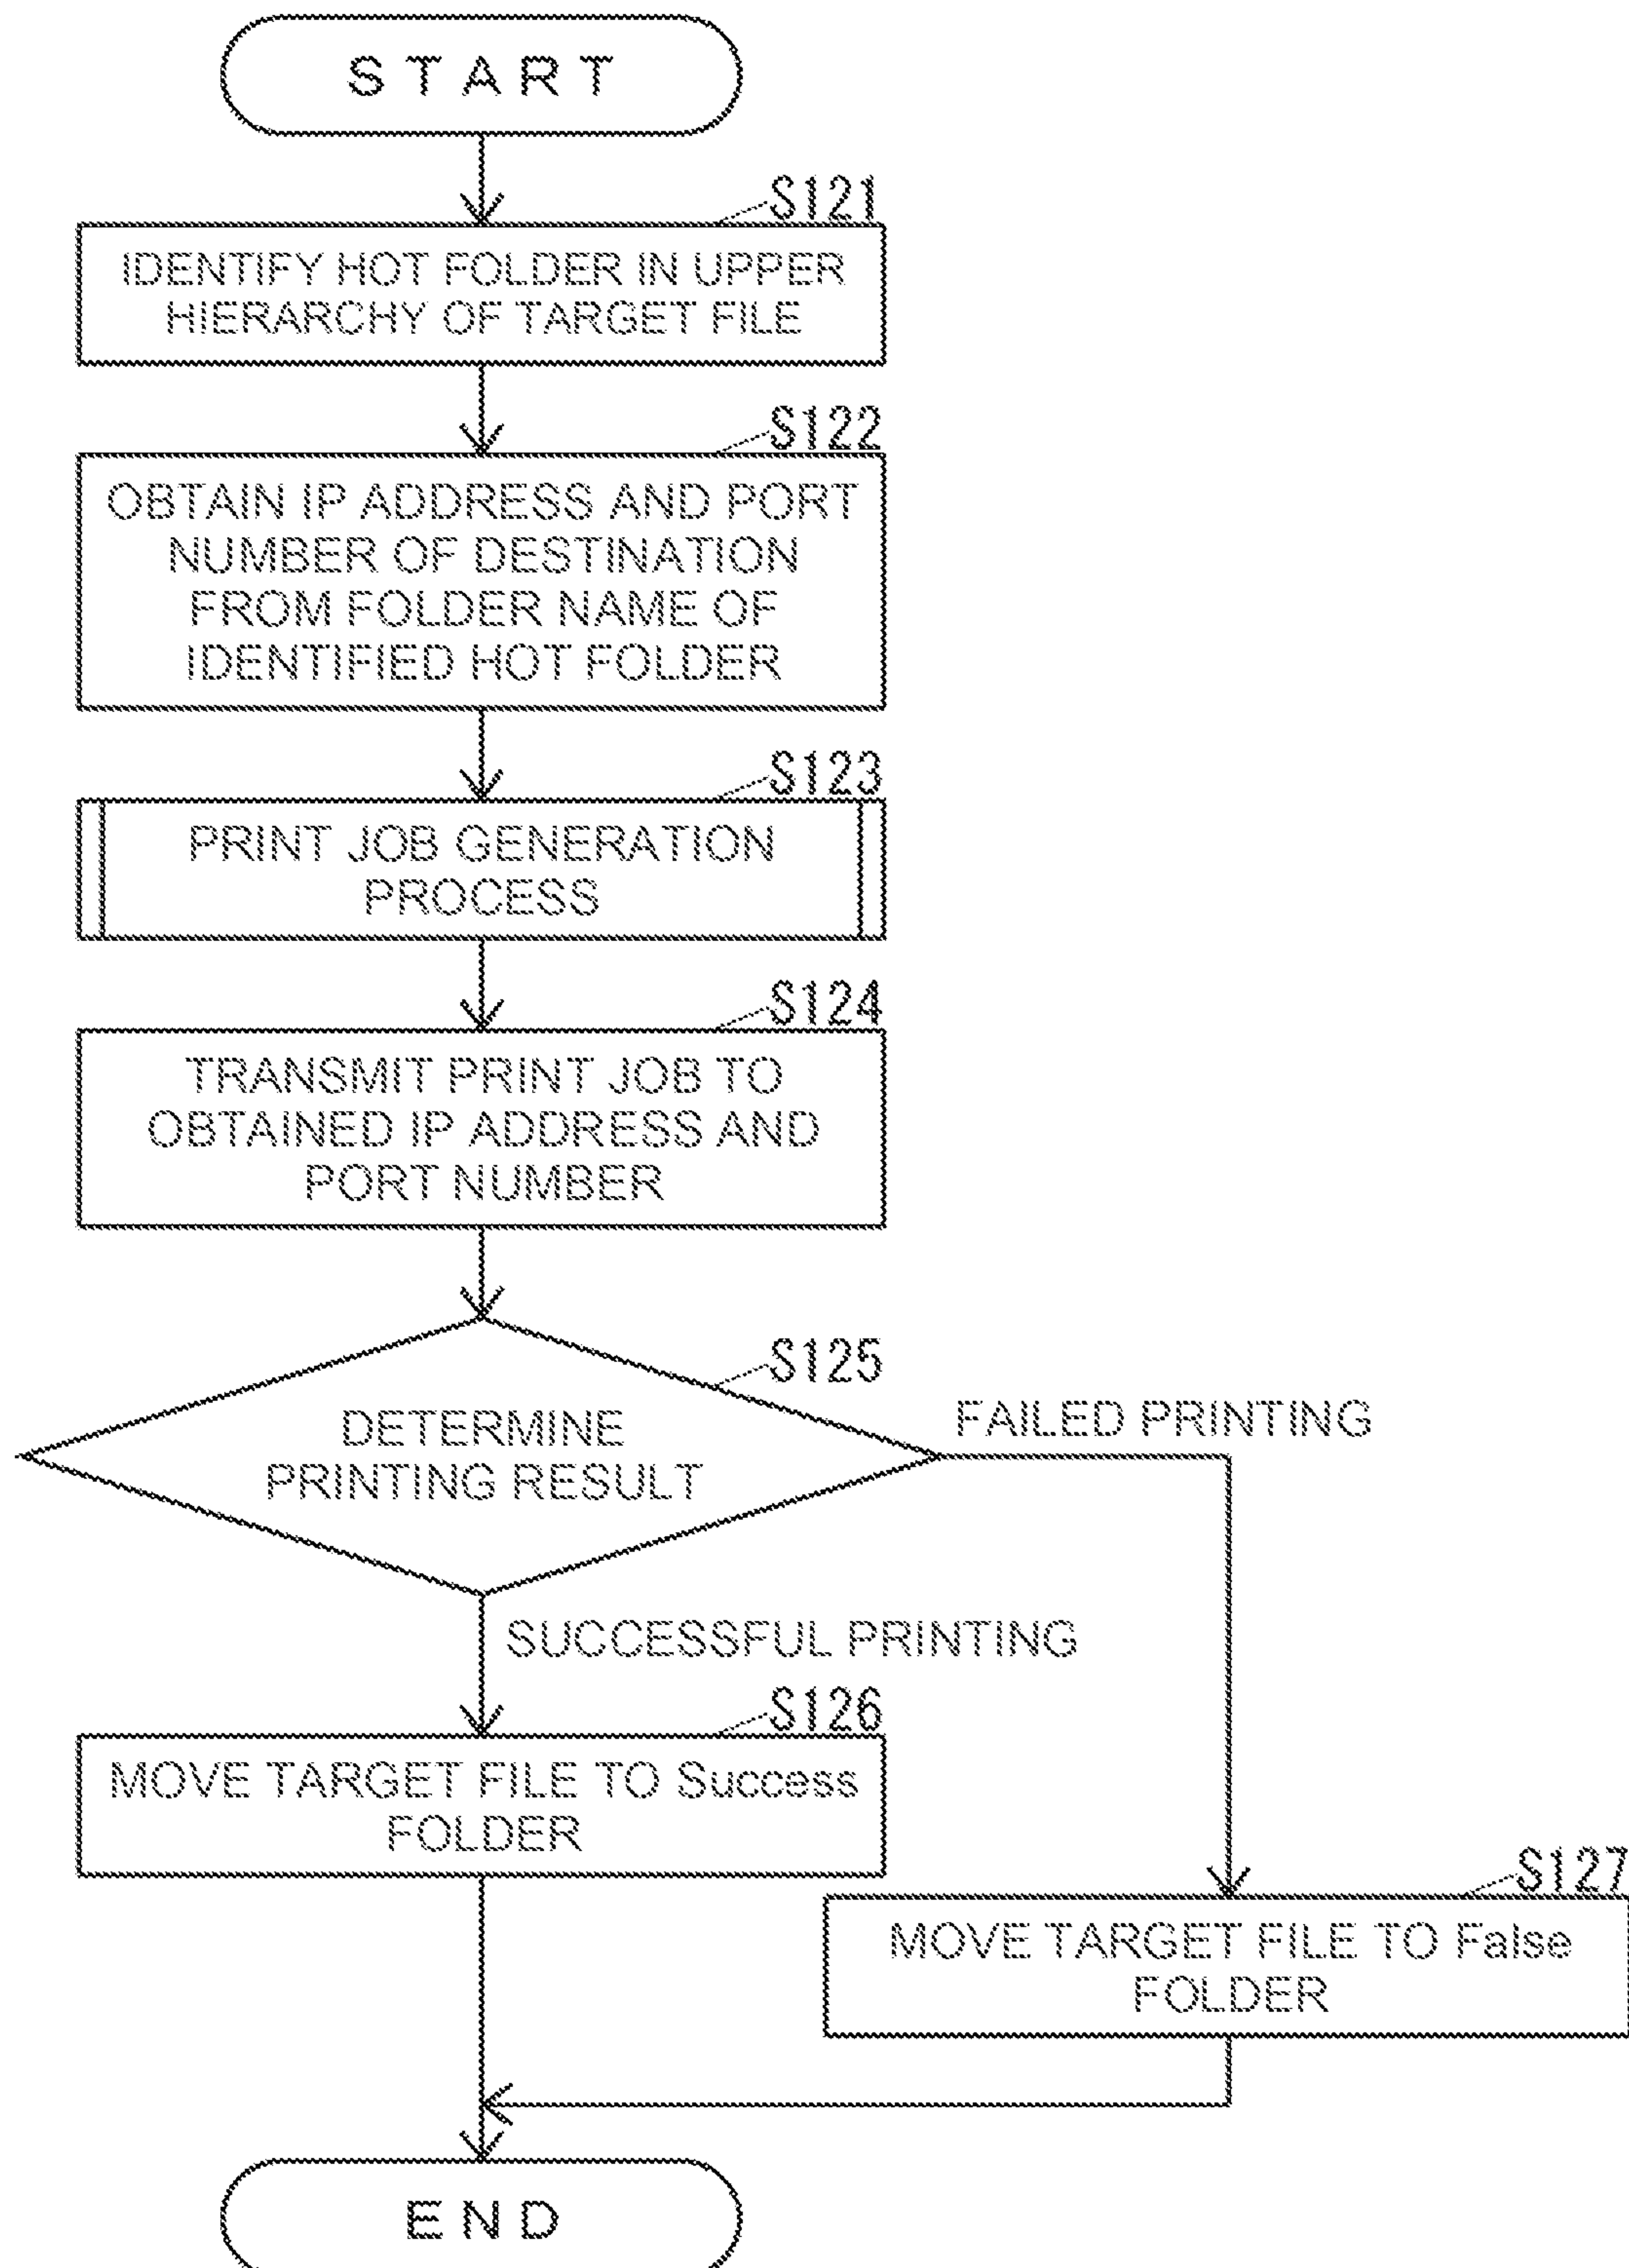 START
S121
IDENTIFY HOT FOLDER IN UPPER
HIERARCHY OF TARGET FILE
S122
OBTAIN IP ADDRESS AND PORT
NUMBER OF DESTINATION
FROM FOLDER NAME OF
IDENTIFIED HOT FOLDER
S123
PRINT JOB GENERATION
PROCESS
S124
TRANSMIT PRINT JOB TO
OBTAINED IP ADDRESS AND
PORT NUMBER
S125
DETERMINE
PRINTING RESULT
FAILED PRINTING
SUCCESSFUL PRINTING
S126
MOVE TARGET FILE TO Success
FOLDER
S127
MOVE TARGET FILE TO False
FOLDER
END